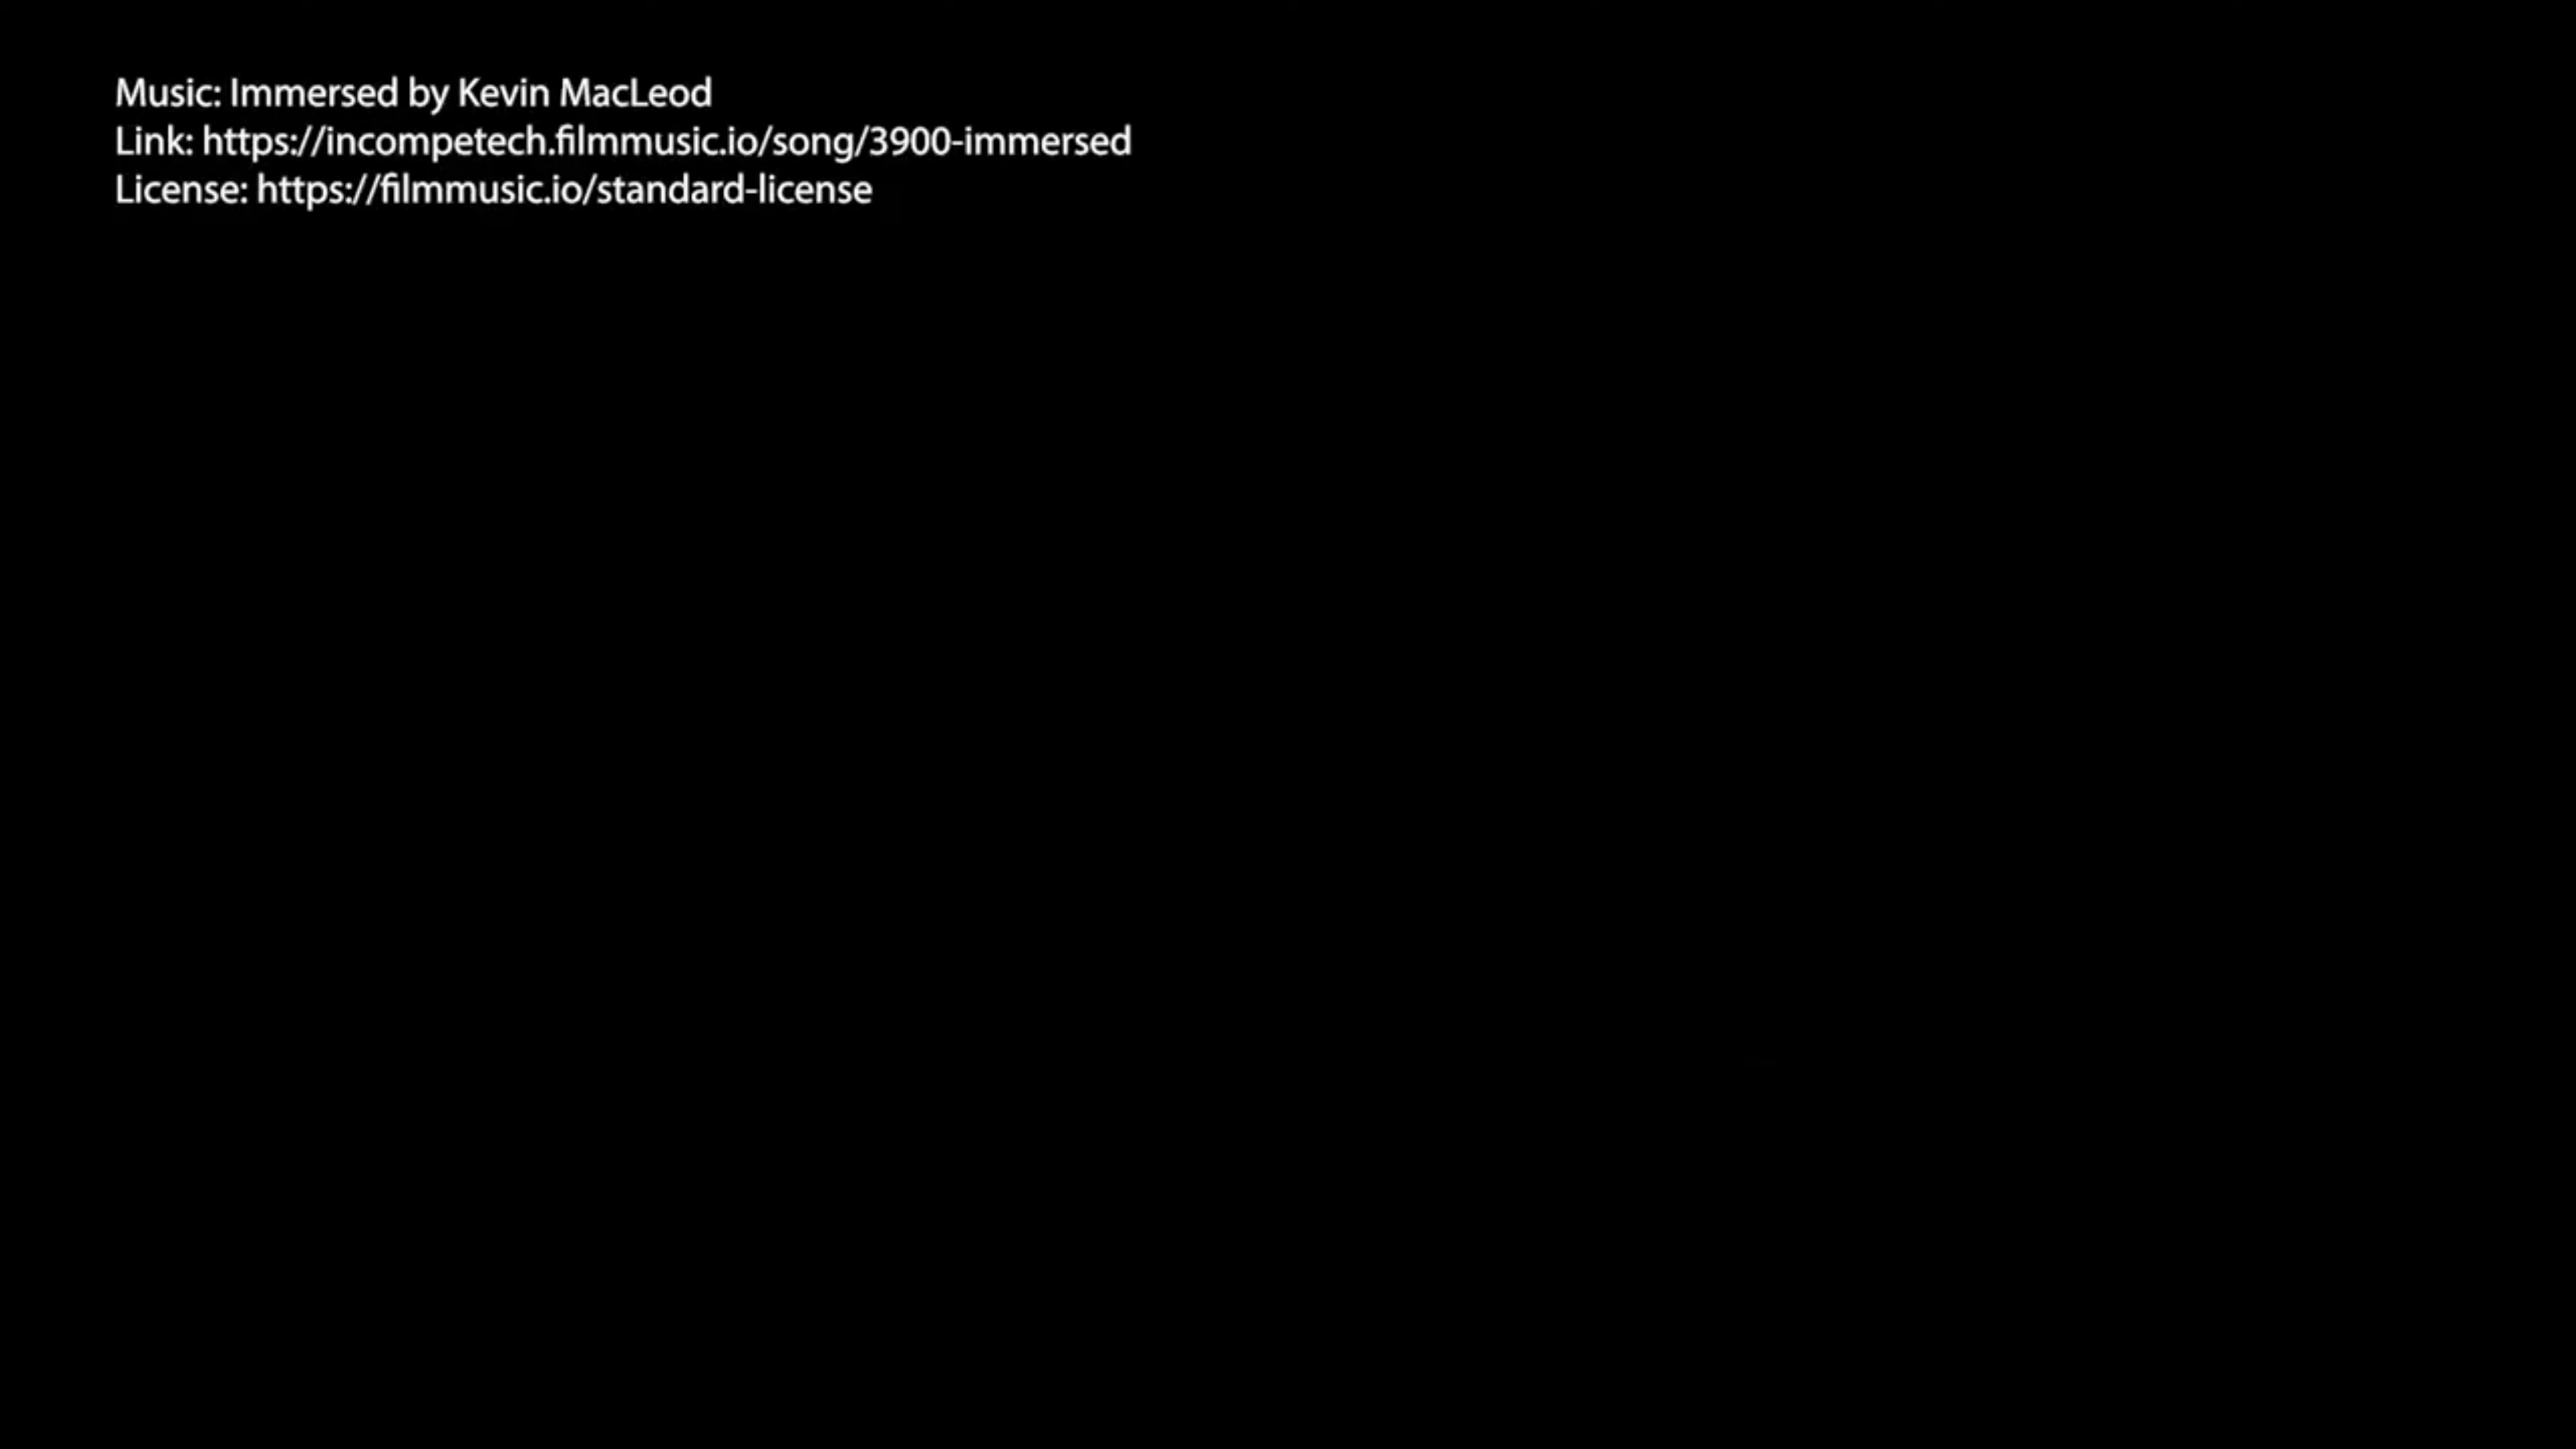 Music: Immersed by Kevin MacLeod
Link: https://incompetech.filmmusic.io/song/3900-immersed
License: https://filmmusic.io/standard-license